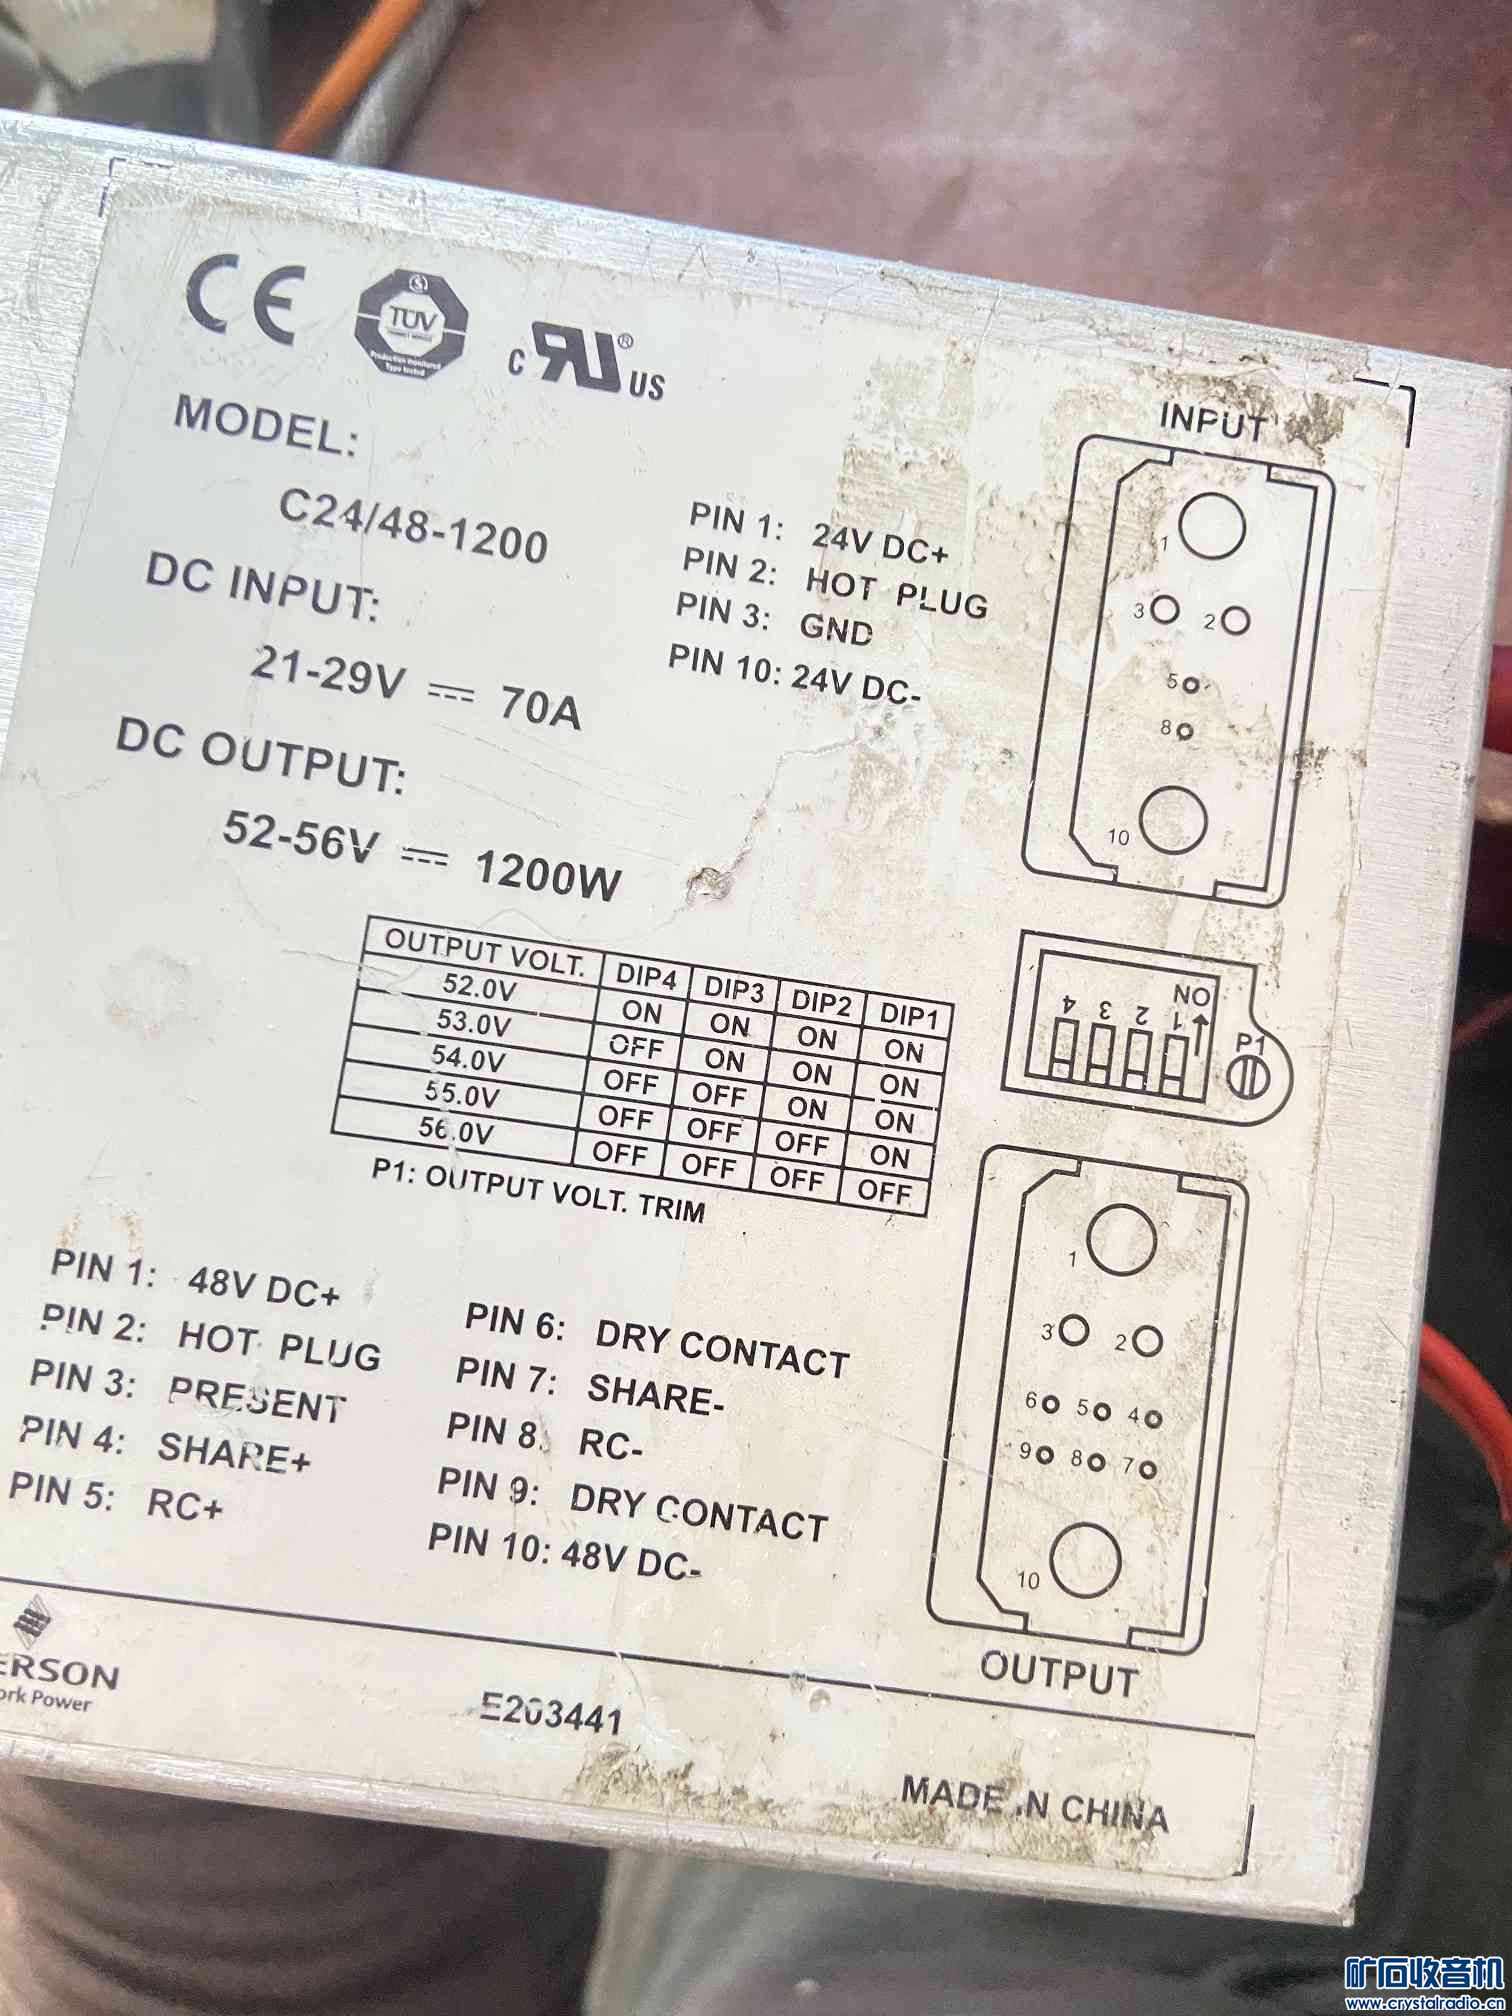 CE
TÜV
Production monitored
Type tested
C RU ® US
MODEL:
C24/48-1200
DC INPUT:
21-29V ⎓ 70A
DC OUTPUT:
52-56V ⎓ 1200W
PIN 1: 24V DC+
PIN 2: HOT PLUG
PIN 3: GND
PIN 10: 24V DC-
INPUT
1
3 2
5
8
10
OUTPUT VOLT. DIP4 DIP3 DIP2 DIP1
52.0V ON ON ON ON
53.0V OFF ON ON ON
54.0V OFF OFF ON ON
55.0V OFF OFF OFF ON
56.0V OFF OFF OFF OFF
P1: OUTPUT VOLT. TRIM
ON
4 3 2 1
P1
PIN 1: 48V DC+
PIN 2: HOT PLUG
PIN 3: PRESENT
PIN 4: SHARE+
PIN 5: RC+
PIN 6: DRY CONTACT
PIN 7: SHARE-
PIN 8: RC-
PIN 9: DRY CONTACT
PIN 10: 48V DC-
1
3 2
6 5 4
9 8 7
10
OUTPUT
ERSON
ork Power
E203441
MADE IN CHINA
矿石收音机
www.crystalradio.cn